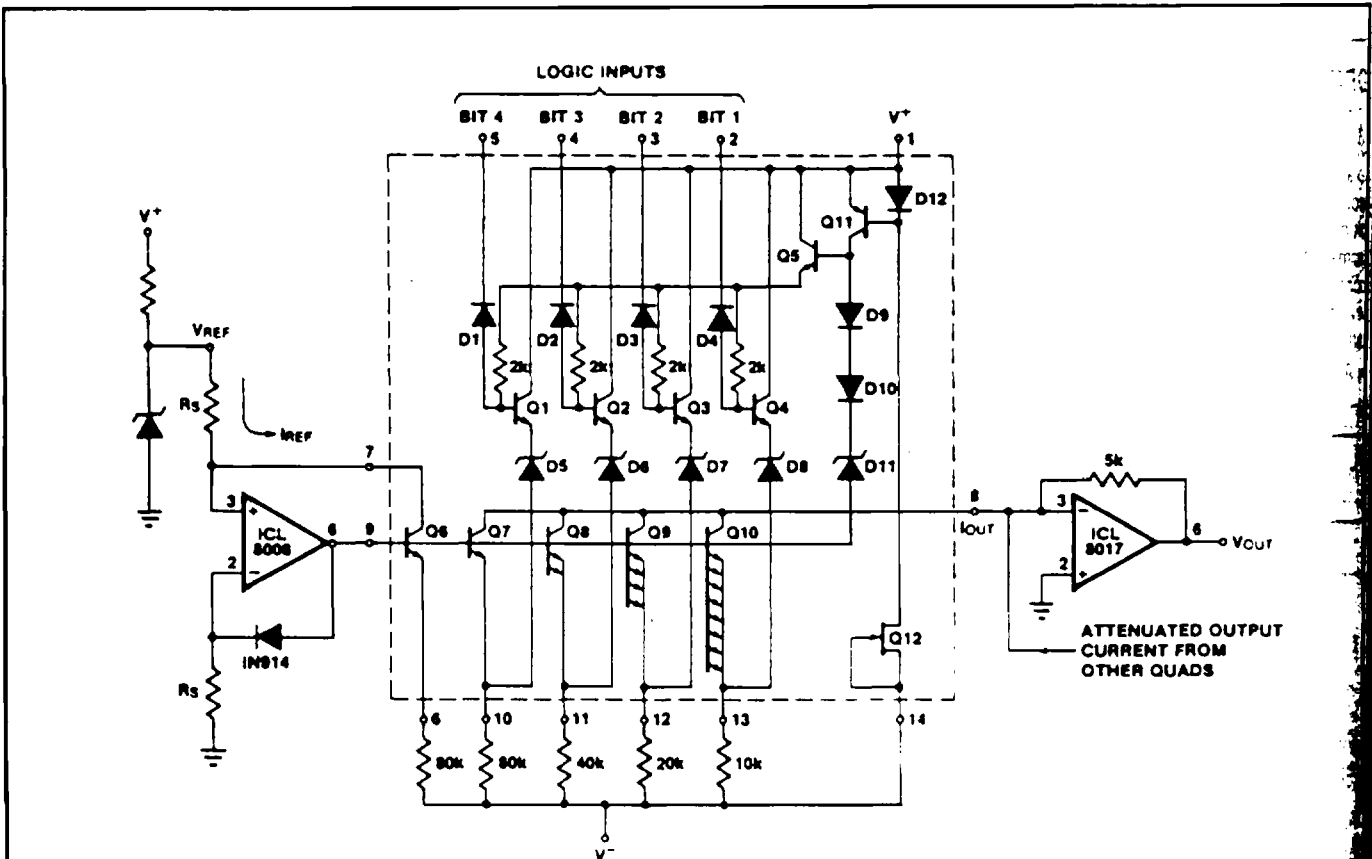 LOGIC INPUTS
BIT 4
BIT 3
BIT 2
BIT 1
V+
5
4
3
2
1
V+
D12
Q11
Q5
D9
D10
D11
VREF
RS
IREF
D1
D2
D3
D4
2k
2k
2k
2k
Q1
Q2
Q3
Q4
D5
D6
D7
D8
7
3
+
ICL
8008
6
9
2
−
IN914
RS
Q6
Q7
Q8
Q9
Q10
8
IOUT
5k
3
−
ICL
8017
6
VOUT
2
+
Q12
ATTENUATED OUTPUT
CURRENT FROM
OTHER QUADS
6
10
11
12
13
14
80k
80k
40k
20k
10k
V−